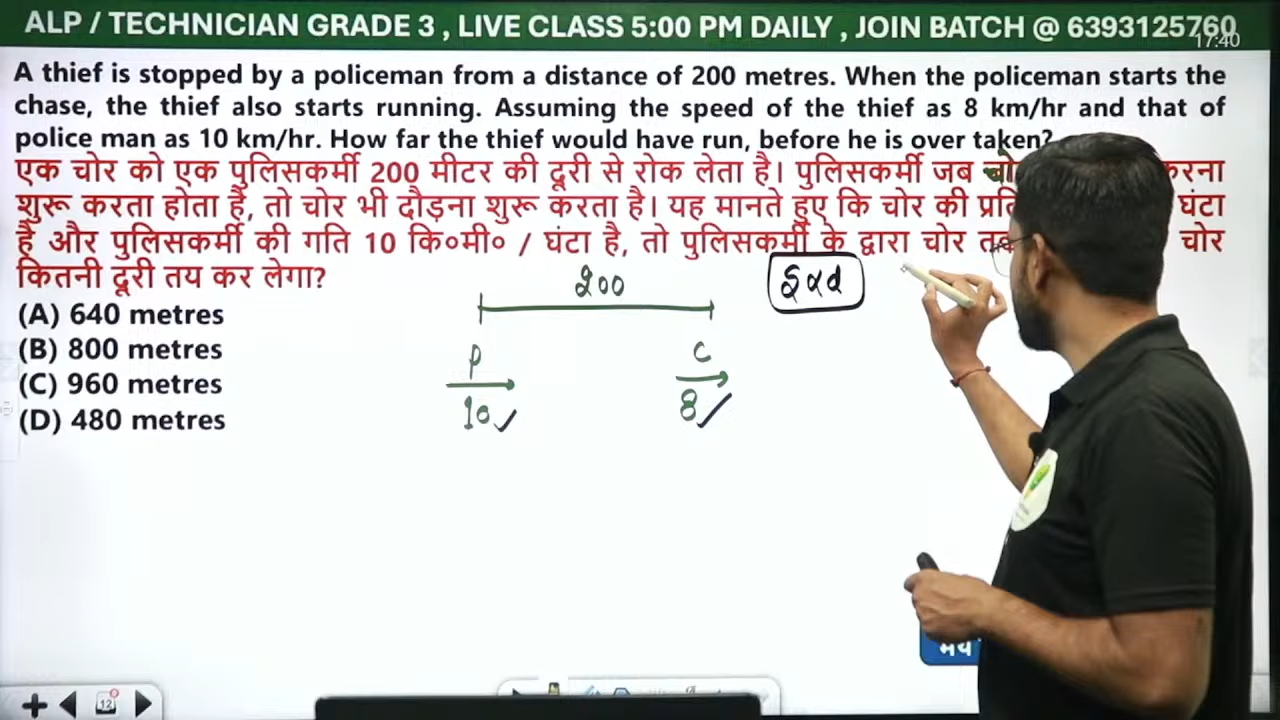 ALP / TECHNICIAN GRADE 3 , LIVE CLASS 5:00 PM DAILY , JOIN BATCH @ 6393125760
17:40
A thief is stopped by a policeman from a distance of 200 metres. When the policeman starts the
chase, the thief also starts running. Assuming the speed of the thief as 8 km/hr and that of
police man as 10 km/hr. How far the thief would have run, before he is over taken?
एक चोर को एक पुलिसकर्मी 200 मीटर की दूरी से रोक लेता है। पुलिसकर्मी जब करना
शुरू करता होता है, तो चोर भी दौड़ना शुरू करता है। यह मानते हुए कि चोर की घंटा
है और पुलिसकर्मी की गति 10 कि०मी० / घंटा है, तो पुलिसकर्मी के द्वारा चोर चोर
कितनी दूरी तय कर लेगा?
(A) 640 metres
(B) 800 metres
(C) 960 metres
(D) 480 metres
200
P C
10 8
SαD
12